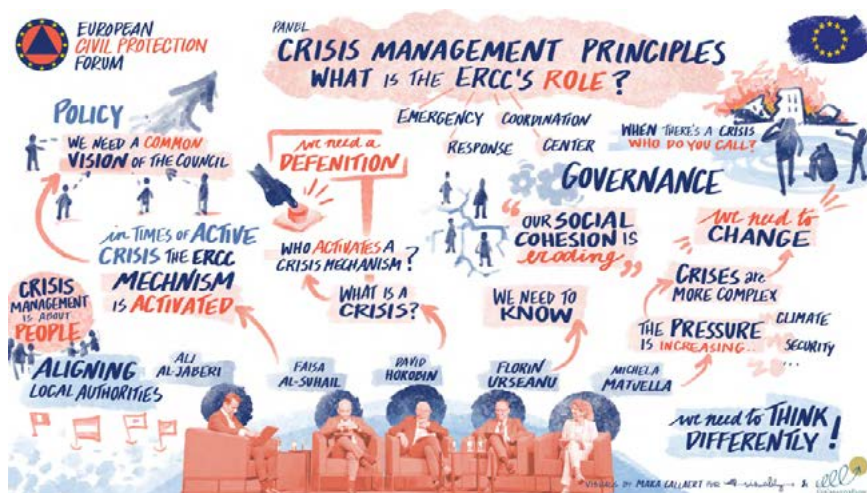 EUROPEAN
CIVIL PROTECTION
FORUM
PANEL
CRISIS MANAGEMENT PRINCIPLES
WHAT IS THE ERCC'S ROLE?
EMERGENCY COORDINATION
RESPONSE CENTER
WHEN THERE'S A CRISIS
WHO DO YOU CALL?
POLICY
WE NEED A COMMON
VISION OF THE COUNCIL
we need a
DEFENITION
GOVERNANCE
"OUR SOCIAL
COHESION IS
eroding"
we need to
CHANGE
in TIMES OF ACTIVE
CRISIS THE ERCC
MECHNISM
IS ACTIVATED
WHO ACTIVATES A
CRISIS MECHANISM?
WHAT IS A
CRISIS?
WE NEED TO
KNOW
CRISES are
MORE COMPLEX
THE PRESSURE
IS INCREASING...
CLIMATE
SECURITY
...
CRISIS
MANAGEMENT
IS ABOUT
PEOPLE
ALIGNING
LOCAL AUTHORITIES
ALI
AL-JABERI
FAISA
AL-SUHAIL
DAVID
HOROBIN
FLORIN
URSEANU
MICHELA
MATUELLA
we need to THINK
DIFFERENTLY!
VISUALS BY MARA CALLAERT FOR visually &